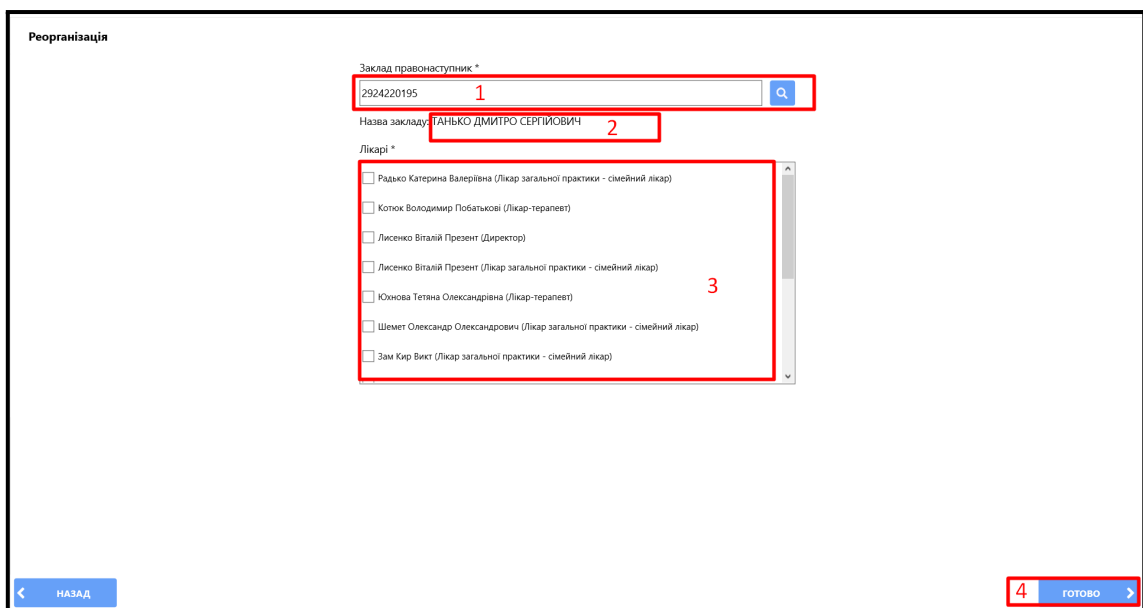 Реорганізація
Заклад правонаступник *
2924220195 1
Назва закладу: ТАНЬКО ДМИТРО СЕРГІЙОВИЧ 2
Лікарі *
Радько Катерина Валеріївна (Лікар загальної практики - сімейний лікар)
Котюк Володимир Побатькові (Лікар-терапевт)
Лисенко Віталій Презент (Директор)
Лисенко Віталій Презент (Лікар загальної практики - сімейний лікар)
3
Юхнова Тетяна Олександрівна (Лікар-терапевт)
Шемет Олександр Олександрович (Лікар загальної практики - сімейний лікар)
Зам Кир Викт (Лікар загальної практики - сімейний лікар)
НАЗАД
4 ГОТОВО